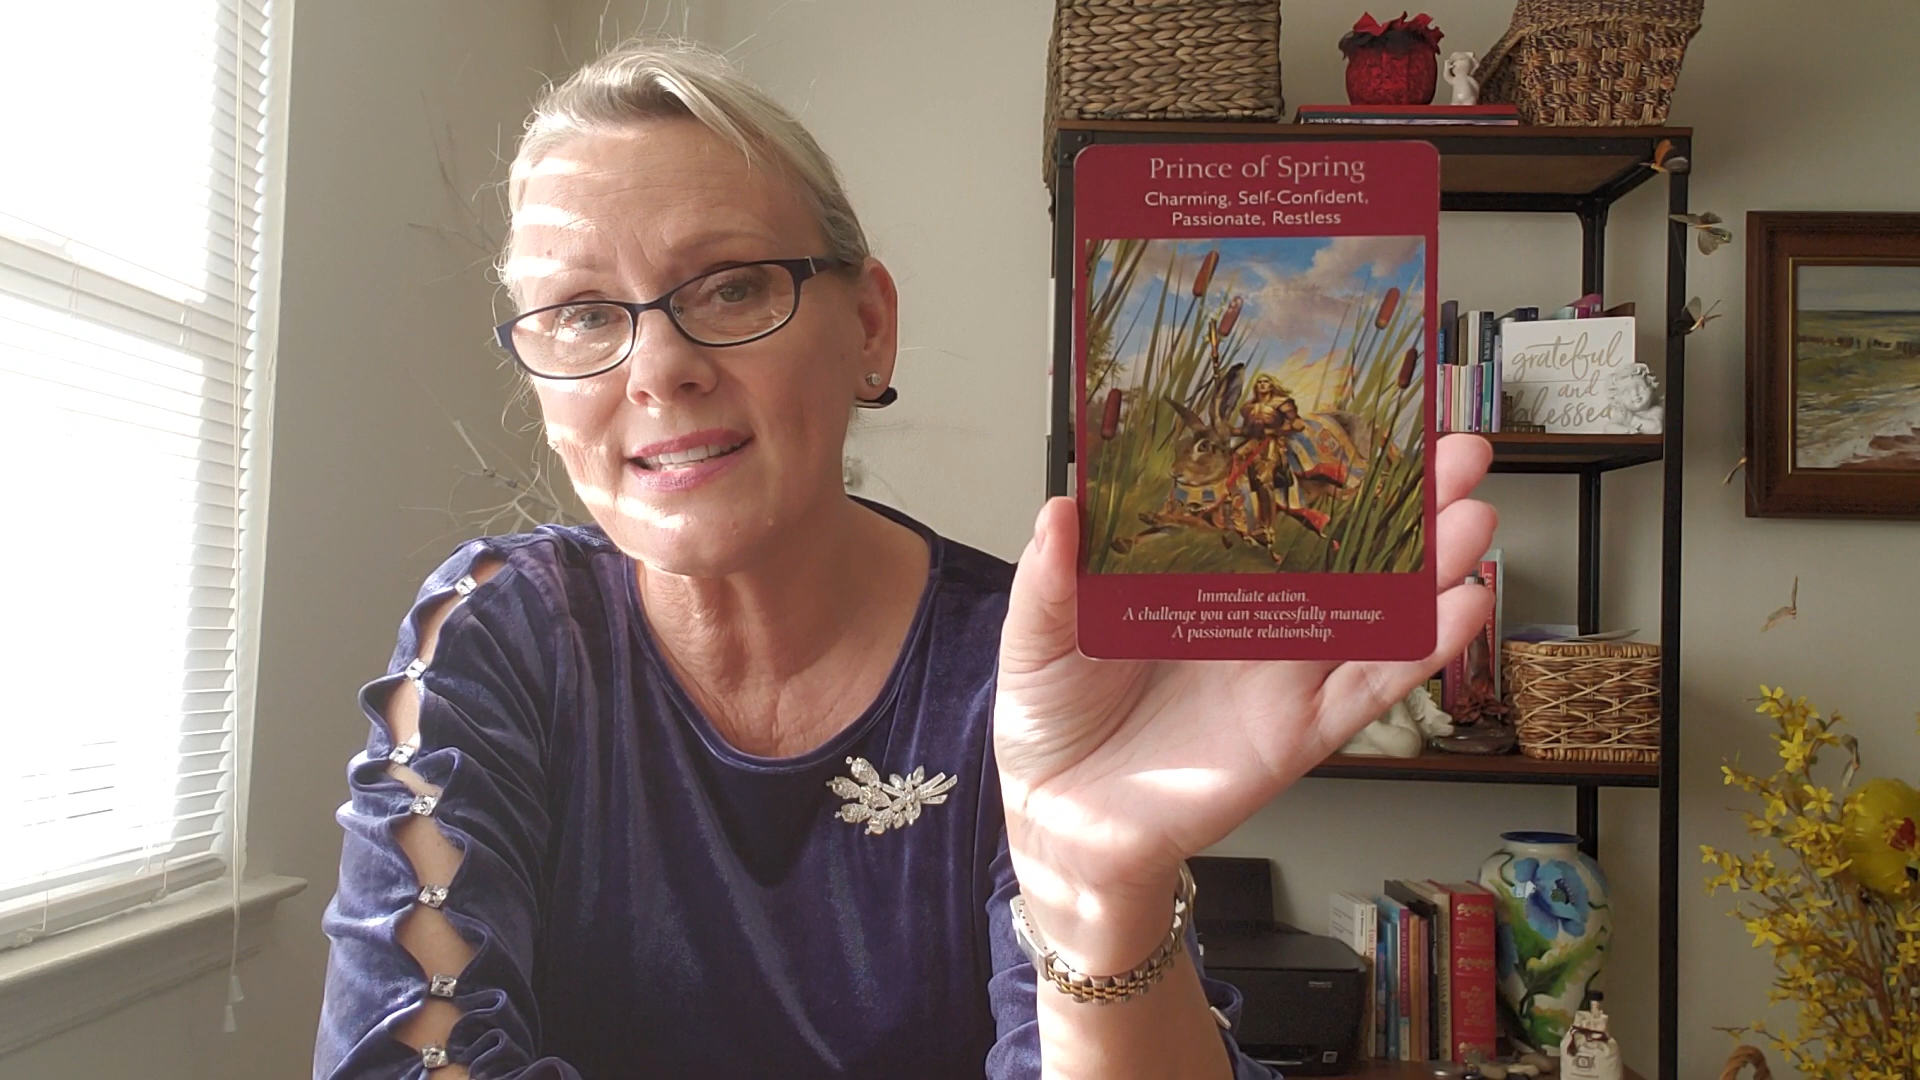 Prince of Spring
Charming, Self-Confident,
Passionate, Restless
Immediate action.
A challenge you can successfully manage.
A passionate relationship.
grateful
and
blessed